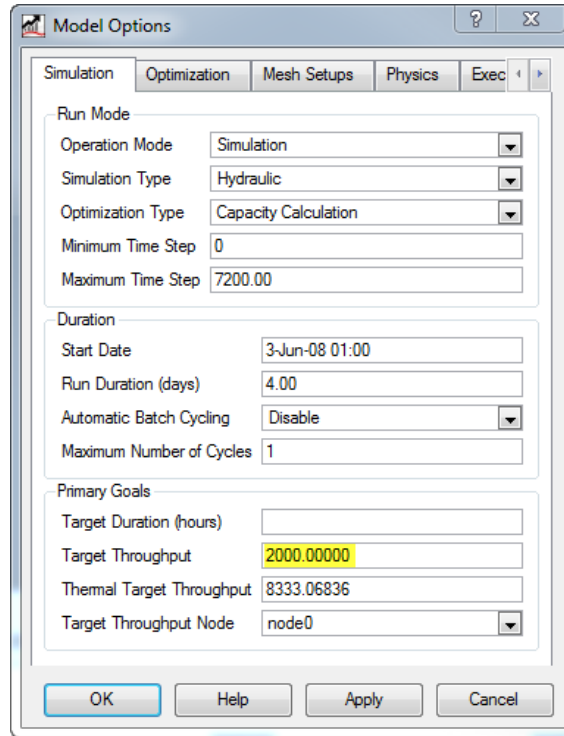 Model Options
Simulation Optimization Mesh Setups Physics Exec
Run Mode
Operation Mode Simulation
Simulation Type Hydraulic
Optimization Type Capacity Calculation
Minimum Time Step 0
Maximum Time Step 7200.00
Duration
Start Date 3-Jun-08 01:00
Run Duration (days) 4.00
Automatic Batch Cycling Disable
Maximum Number of Cycles 1
Primary Goals
Target Duration (hours)
Target Throughput 2000.00000
Thermal Target Throughput 8333.06836
Target Throughput Node node0
OK Help Apply Cancel